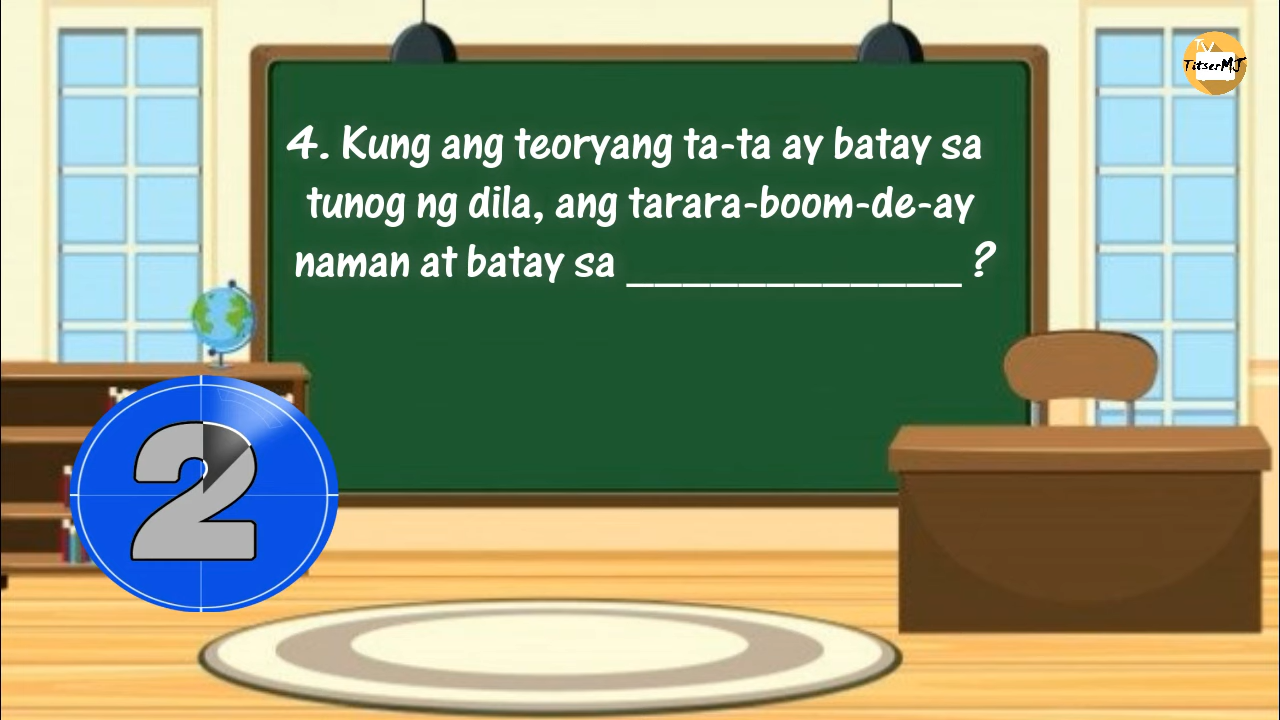 4. Kung ang teoryang ta-ta ay batay sa
tunog ng dila, ang tarara-boom-de-ay
naman at batay sa ____________ ?
TV
TitserMJ
2